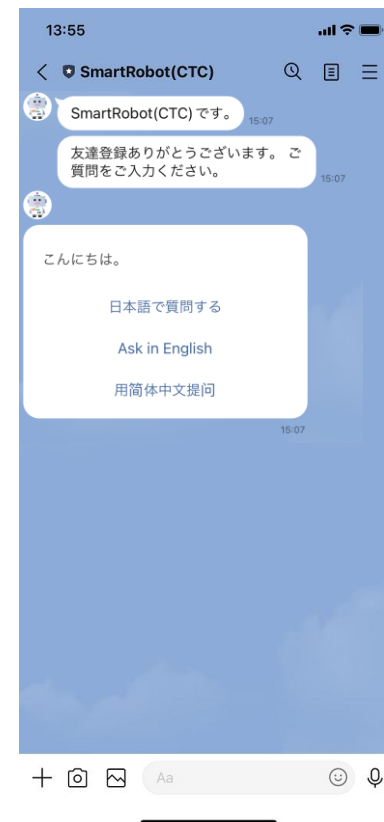 13:55
SmartRobot(CTC)
SmartRobot(CTC)です。
15:07
友達登録ありがとうございます。 ご
質問をご入力ください。
15:07
こんにちは。
日本語で質問する
Ask in English
用简体中文提问
15:07
Aa